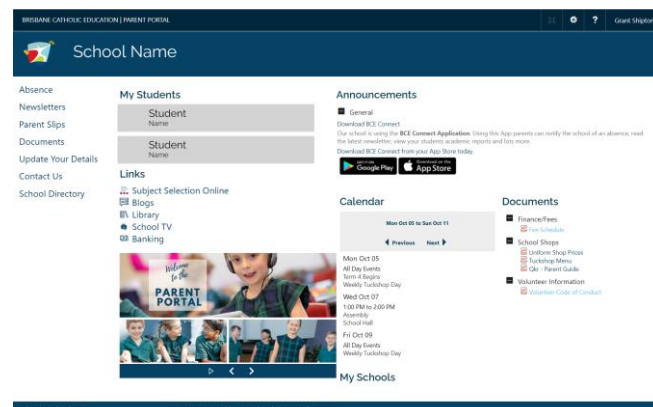 BRISBANE CATHOLIC EDUCATION | PARENT PORTAL
? Grant Shipton
School Name
Absence
Newsletters
Parent Slips
Documents
Update Your Details
Contact Us
School Directory
My Students
Student
Name
Student
Name
Links
Subject Selection Online
Blogs
Library
School TV
Banking
Welcome
to the
PARENT
PORTAL
Announcements
General
Download BCE Connect
Our school is using the BCE Connect Application. Using this App parents can notify the school of an absence, read
the latest newsletter, view your students academic reports and lots more.
Download BCE Connect from your App Store today.
GET IT ON
Google Play
Download on the
App Store
Calendar
Mon Oct 05 to Sun Oct 11
Previous Next
Mon Oct 05
All Day Events
Term 4 Begins
Weekly Tuckshop Day
Wed Oct 07
1:00 PM to 2:00 PM
Assembly
School Hall
Fri Oct 09
All Day Events
Weekly Tuckshop Day
My Schools
Documents
Finance/Fees
Fee Schedule
School Shops
Uniform Shop Prices
Tuckshop Menu
Qkr - Parent Guide
Volunteer Information
Volunteer Code of Conduct